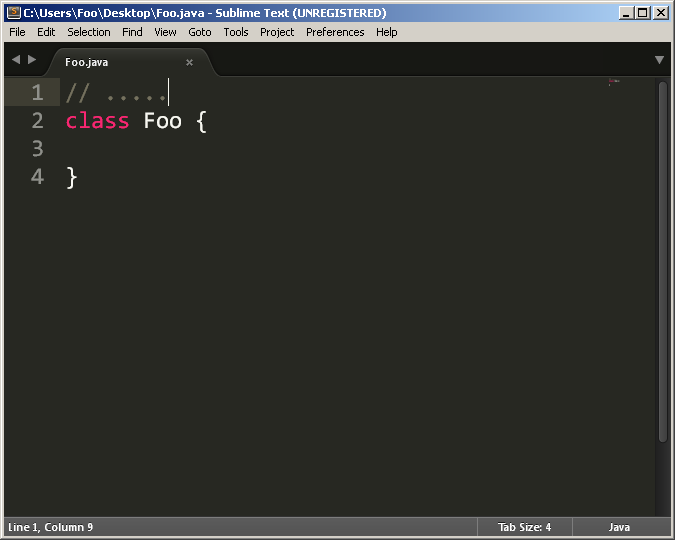 C:\Users\Foo\Desktop\Foo.java - Sublime Text (UNREGISTERED)
File Edit Selection Find View Goto Tools Project Preferences Help
Foo.java ×
1 // .....
2 class Foo {
3
4 }
Line 1, Column 9 Tab Size: 4 Java